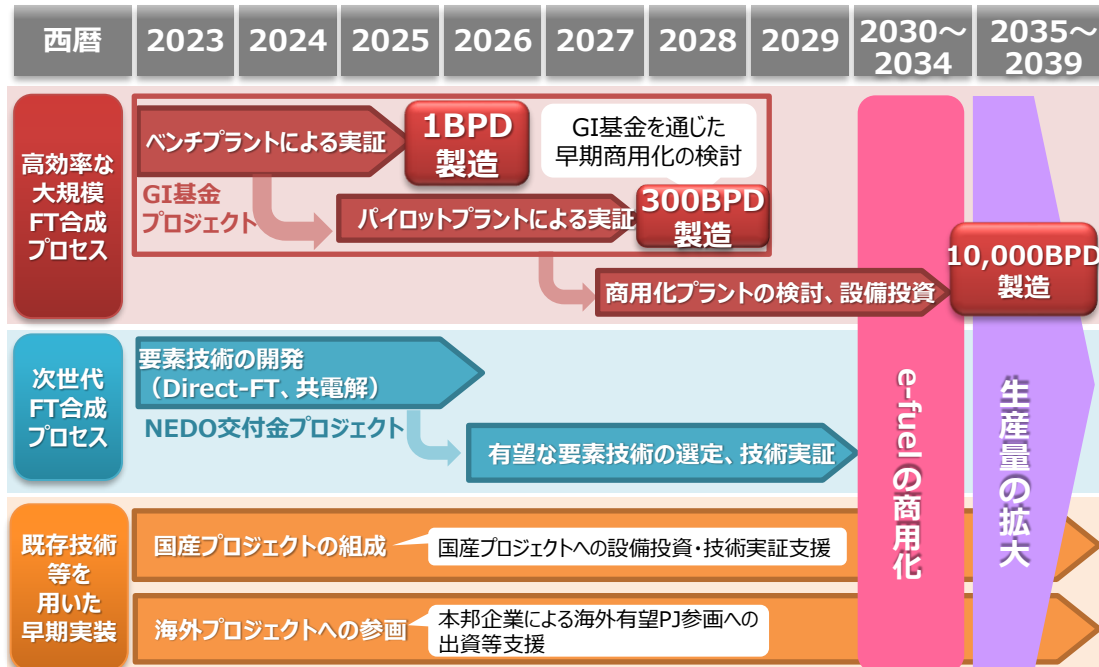 西暦
2023
2024
2025
2026
2027
2028
2029
2030～
2034
2035～
2039
高効率な
大規模
FT合成
プロセス
ベンチプラントによる実証
1BPD
製造
GI基金を通じた
早期商用化の検討
GI基金
プロジェクト
パイロットプラントによる実証
300BPD
製造
商用化プラントの検討、設備投資
10,000BPD
製造
次世代
FT合成
プロセス
要素技術の開発
（Direct-FT、共電解）
NEDO交付金プロジェクト
有望な要素技術の選定、技術実証
e-fuelの商用化
生産量の拡大
既存技術
等を
用いた
早期実装
国産プロジェクトの組成
国産プロジェクトへの設備投資・技術実証支援
海外プロジェクトへの参画
本邦企業による海外有望PJ参画への
出資等支援